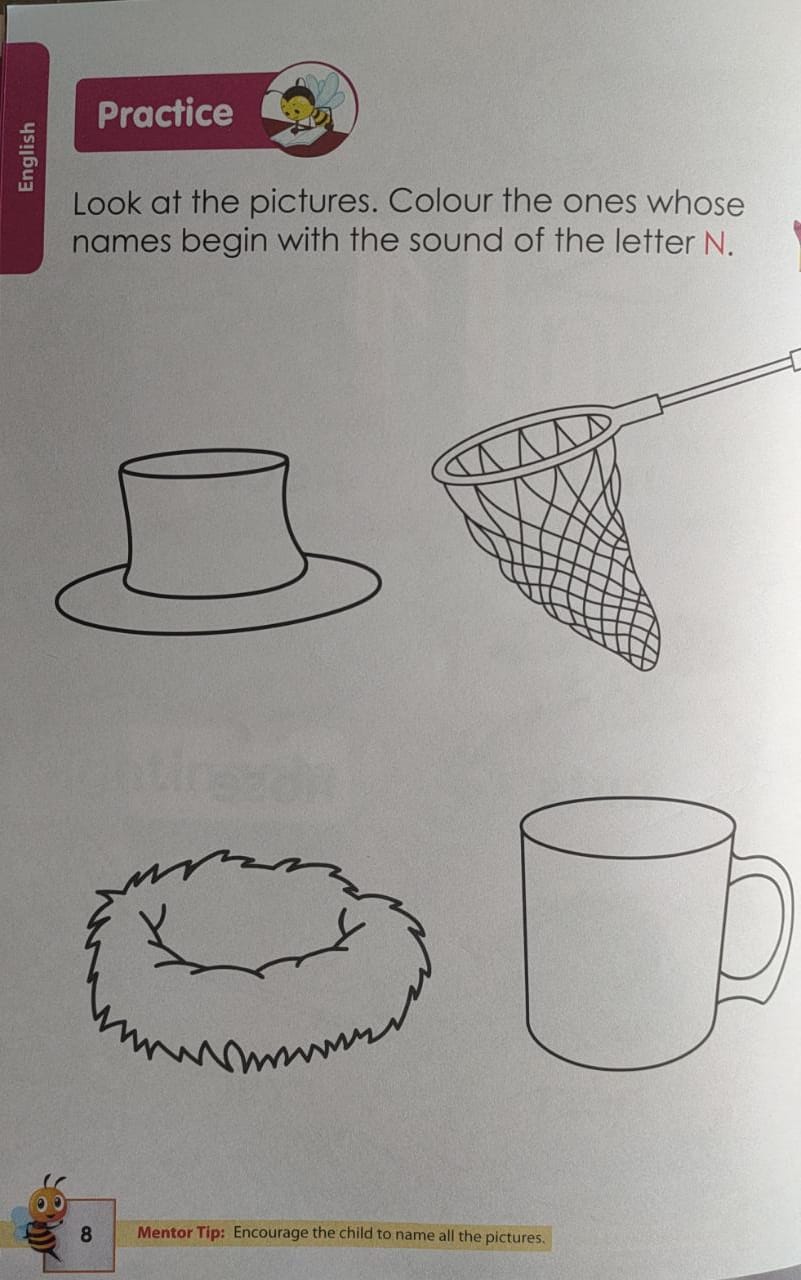 English
Practice
Look at the pictures. Colour the ones whose
names begin with the sound of the letter N.
8
Mentor Tip: Encourage the child to name all the pictures.